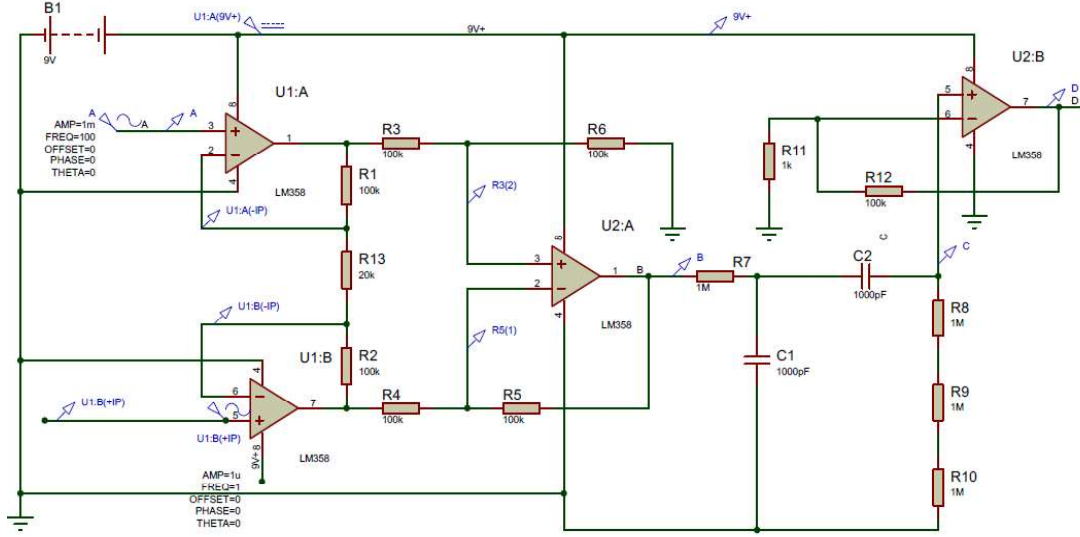 B1
9V
U1:A(9V+)
9V+
9V+
U2:B
8
5
7
6
4
D
D
LM358
A
A
A
AMP=1m
FREQ=100
OFFSET=0
PHASE=0
THETA=0
U1:A
8
3
1
2
4
LM358
U1:A(-IP)
R3
100k
R6
100k
R1
100k
R13
20k
R3(2)
R11
1k
R12
100k
U2:A
8
3
1
2
4
LM358
B
B
R7
1M
C
C2
1000pF
C
R8
1M
R9
1M
R10
1M
C1
1000pF
U1:B(-IP)
U1:B
R2
100k
R5(1)
4
6
7
5
9V+
8
U1:B(+IP)
U1:B(+IP)
LM358
R4
100k
R5
100k
AMP=1u
FREQ=1
OFFSET=0
PHASE=0
THETA=0